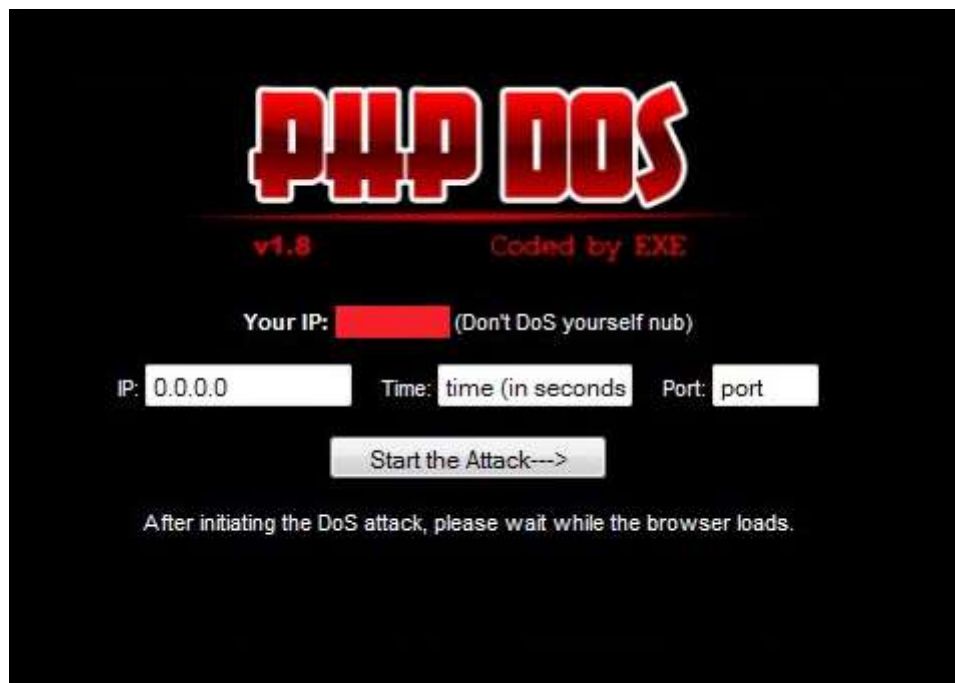 PHP DOS
v1.8 Coded by EXE
Your IP: (Don't DoS yourself nub)
IP: 0.0.0.0 Time: time (in seconds Port: port
Start the Attack--->
After initiating the DoS attack, please wait while the browser loads.